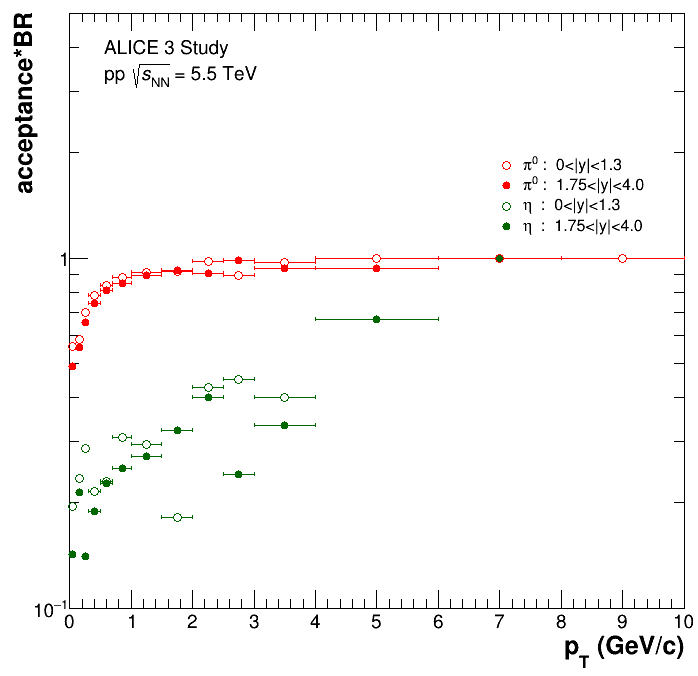 acceptance*BR
ALICE 3 Study
pp √s_NN = 5.5 TeV
π⁰ : 0<|y|<1.3
π⁰ : 1.75<|y|<4.0
η : 0<|y|<1.3
η : 1.75<|y|<4.0
1
10⁻¹
0 1 2 3 4 5 6 7 8 9 10
p_T (GeV/c)